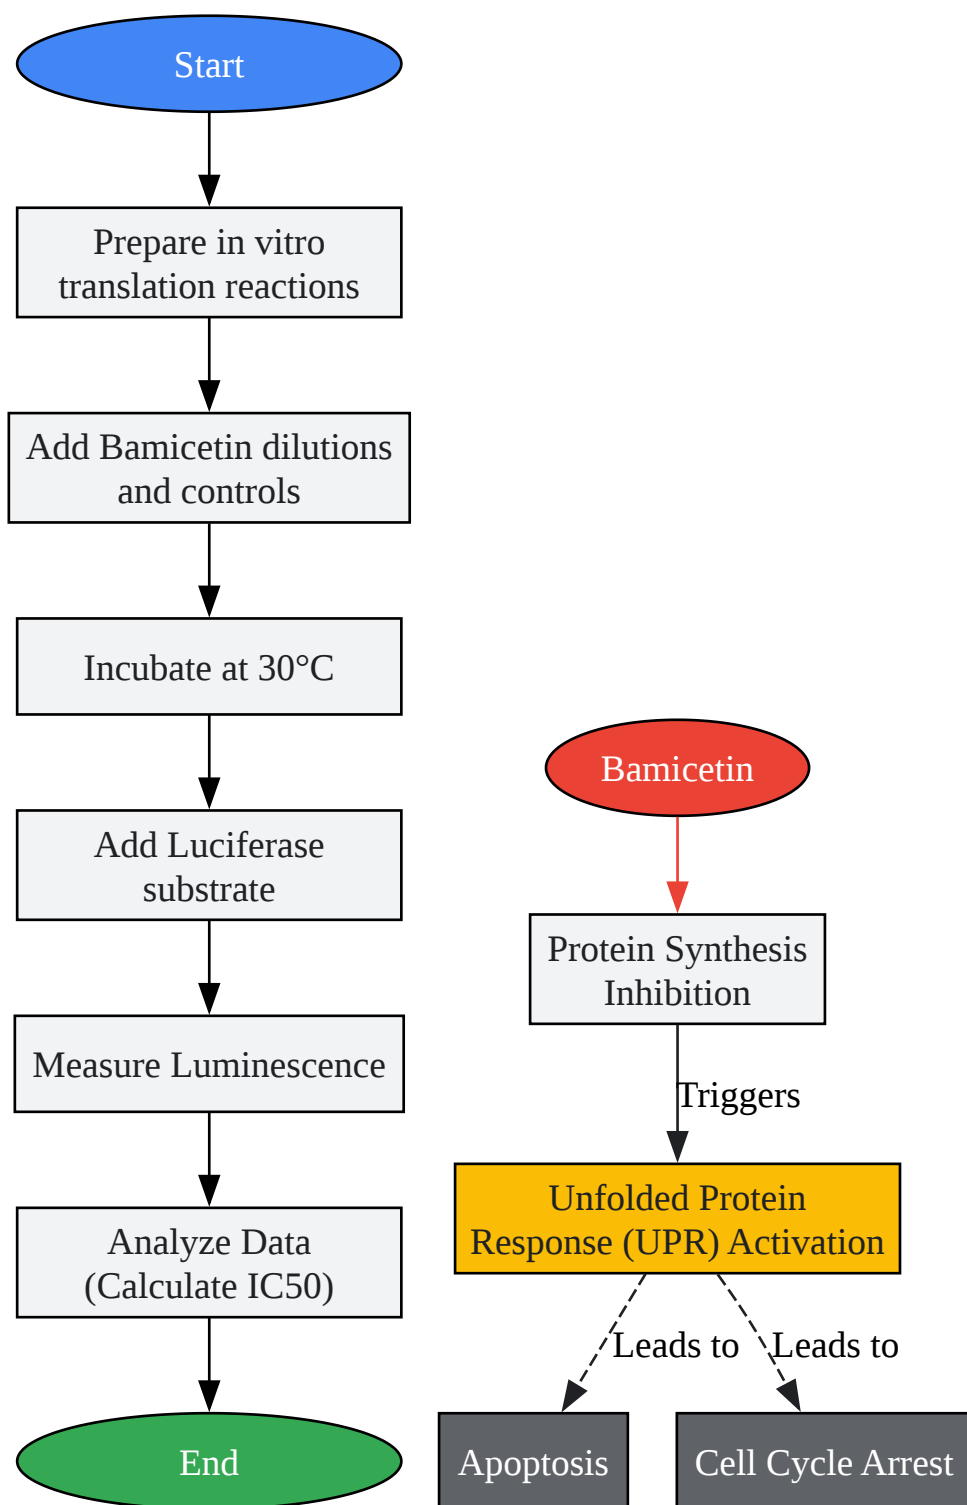 Start
Prepare in vitro
translation reactions
Add Bamicetin dilutions
and controls
Incubate at 30°C
Add Luciferase
substrate
Measure Luminescence
Analyze Data
(Calculate IC50)
End
Bamicetin
Protein Synthesis
Inhibition
Triggers
Unfolded Protein
Response (UPR) Activation
Leads to
Leads to
Apoptosis
Cell Cycle Arrest